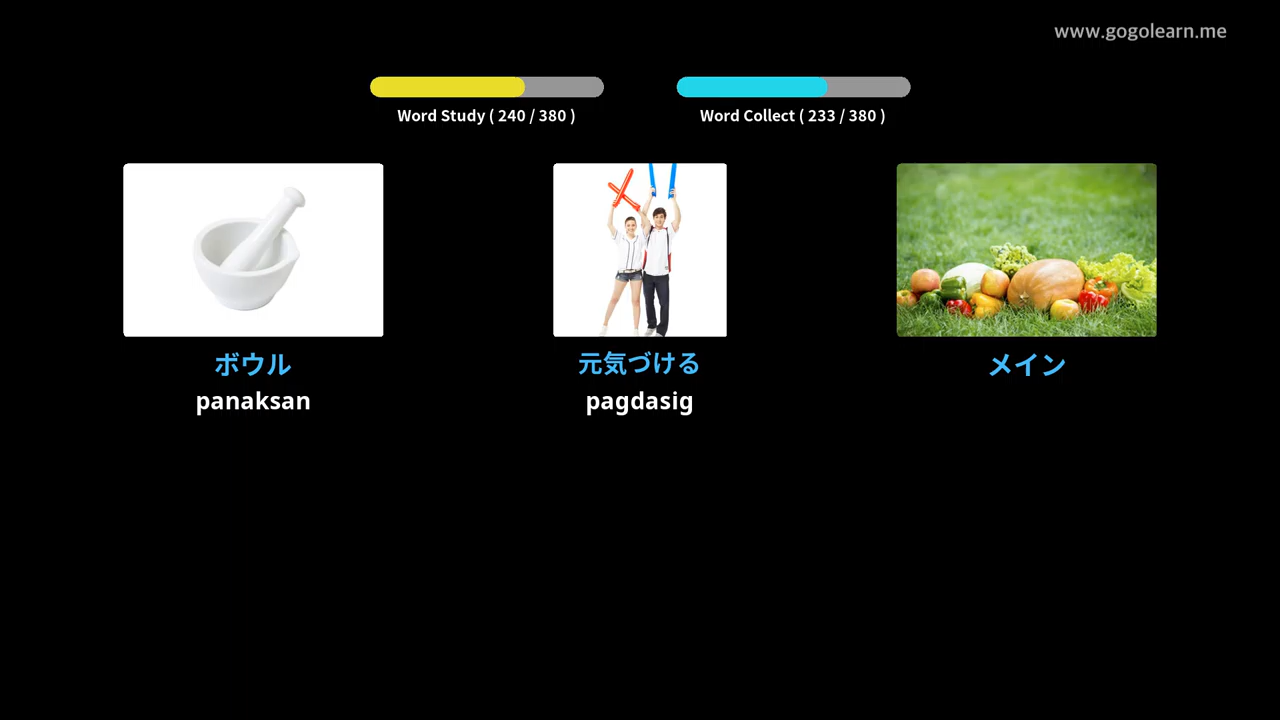 www.gogolearn.me
Word Study ( 240 / 380 )
Word Collect ( 233 / 380 )
ボウル
panaksan
元気づける
pagdasig
メイン